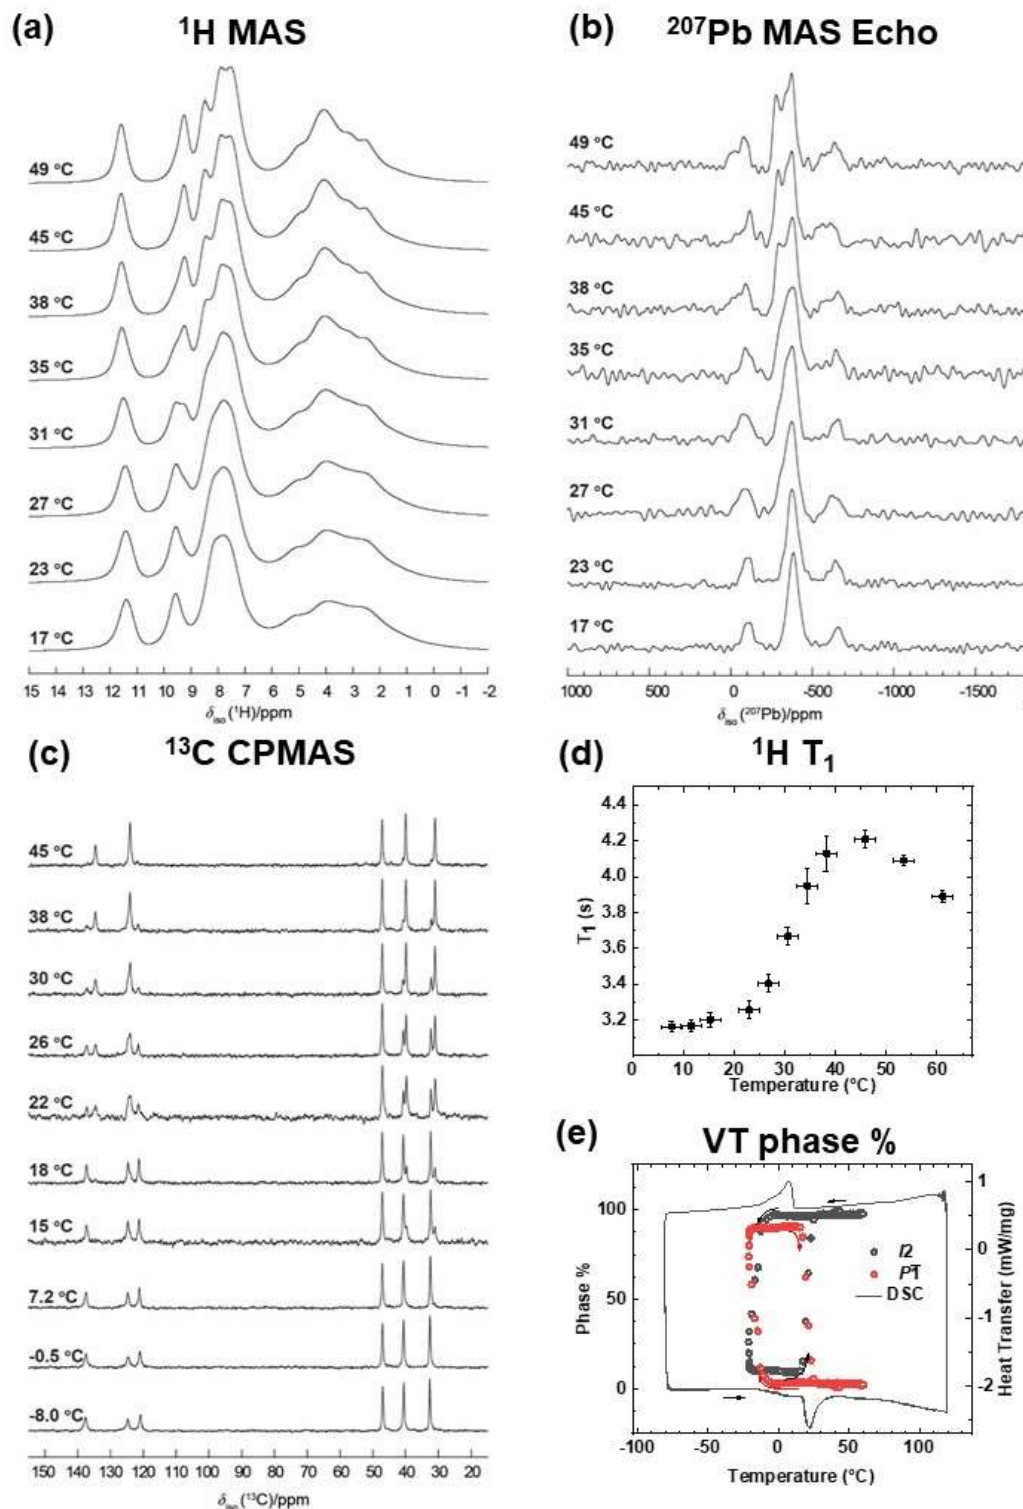 (a) ¹H MAS
49 °C
45 °C
38 °C
35 °C
31 °C
27 °C
23 °C
17 °C
15 14 13 12 11 10 9 8 7 6 5 4 3 2 1 0 -1 -2
δiso (¹H)/ppm
(b) ²⁰⁷Pb MAS Echo
49 °C
45 °C
38 °C
35 °C
31 °C
27 °C
23 °C
17 °C
1000 500 0 -500 -1000 -1500
δiso (²⁰⁷Pb)/ppm
(c) ¹³C CPMAS
45 °C
38 °C
30 °C
26 °C
22 °C
18 °C
15 °C
7.2 °C
-0.5 °C
-8.0 °C
150 140 130 120 110 100 90 80 70 60 50 40 30 20
δiso (¹³C)/ppm
(d) ¹H T₁
4.4
4.2
4.0
3.8
3.6
3.4
3.2
T₁ (s)
0 10 20 30 40 50 60
Temperature (°C)
(e) VT phase %
100
50
0
Phase %
1
0
-1
-2
Heat Transfer (mW/mg)
I2
DSC
-100 -50 0 50 100
Temperature (°C)